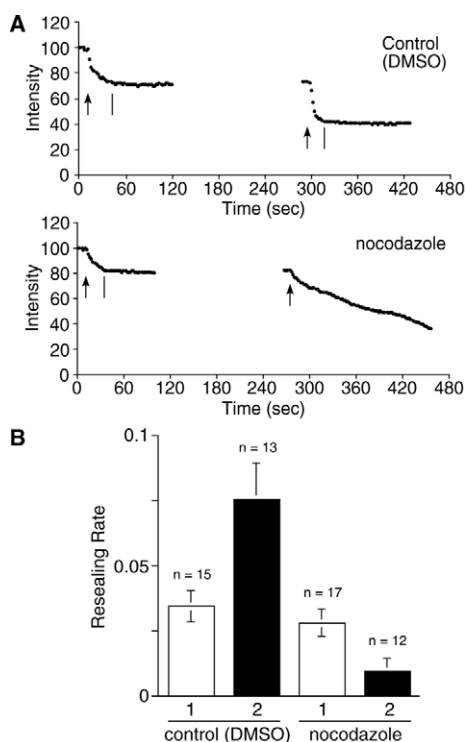 A
120
100
80
60
40
20
0
Intensity
Control
(DMSO)
0 60 120 180 240 300 360 420 480
Time (sec)
120
100
80
60
40
20
0
Intensity
nocodazole
0 60 120 180 240 300 360 420 480
Time (sec)
B
0.1
0.05
0
Resealing Rate
n = 15
n = 13
n = 17
n = 12
1 2 1 2
control (DMSO) nocodazole